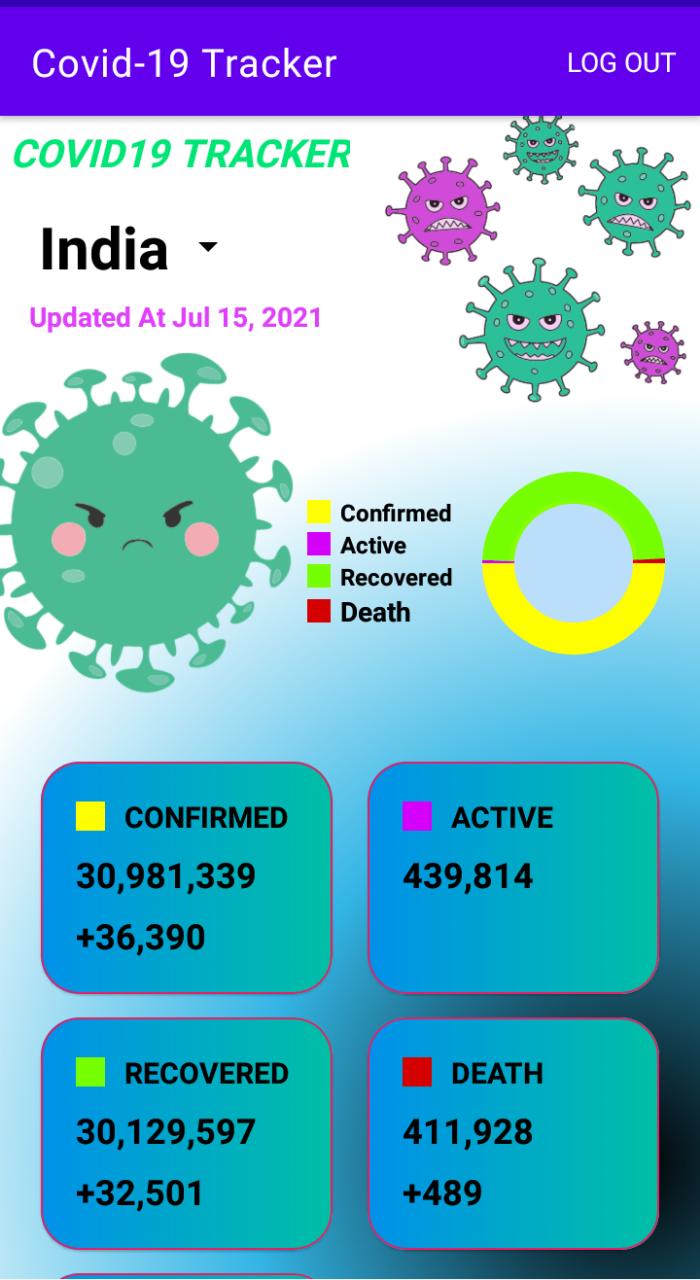 Covid-19 Tracker
LOG OUT
COVID19 TRACKER
India
Updated At Jul 15, 2021
Confirmed
Active
Recovered
Death
CONFIRMED
30,981,339
+36,390
ACTIVE
439,814
RECOVERED
30,129,597
+32,501
DEATH
411,928
+489